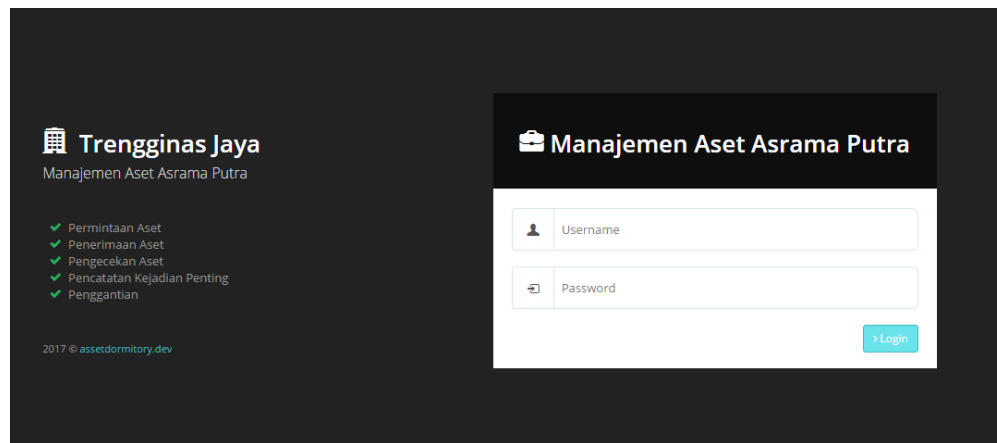 Trengginas Jaya
Manajemen Aset Asrama Putra
Permintaan Aset
Penerimaan Aset
Pengecekan Aset
Pencatatan Kejadian Penting
Penggantian
2017 © assetdormitory.dev
Manajemen Aset Asrama Putra
Username
Password
Login